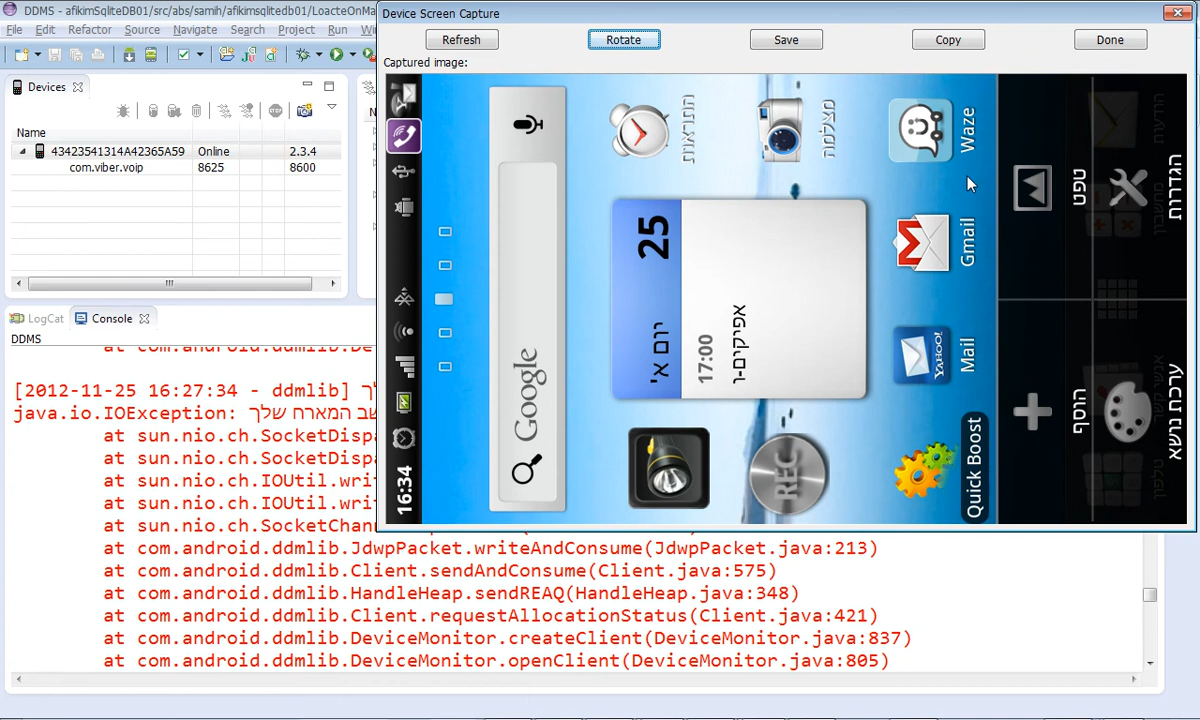 DDMS - afikimSqliteDB01/src/abs/samih/afikimsqlitedb01/LoacteOnMa
File Edit Refactor Source Navigate Search Project Run
Devices
Name
43423541314A42365A59 Online 2.3.4
com.viber.voip 8625 8600
LogCat Console
DDMS
[2012-11-25 16:27:34 - ddmlib]
java.io.IOException: שב המארח שלך
at sun.nio.ch.SocketDispa
at sun.nio.ch.SocketDispa
at sun.nio.ch.IOUtil.writ
at sun.nio.ch.IOUtil.writ
at sun.nio.ch.SocketChan
at com.android.ddmlib.JdwpPacket.writeAndConsume(JdwpPacket.java:213)
at com.android.ddmlib.Client.sendAndConsume(Client.java:575)
at com.android.ddmlib.HandleHeap.sendREAQ(HandleHeap.java:348)
at com.android.ddmlib.Client.requestAllocationStatus(Client.java:421)
at com.android.ddmlib.DeviceMonitor.createClient(DeviceMonitor.java:837)
at com.android.ddmlib.DeviceMonitor.openClient(DeviceMonitor.java:805)
Device Screen Capture
Refresh Rotate Save Copy Done
Captured image:
16:34
Google
התראות
מצלמה
Waze
25
יום א'
17:00
אפיקים-ו
Gmail
YAHOO!
Mail
REC
Quick Boost
הוסף
טפט
ערכת נושא
הגדרות
הודעות
מחשבון
אנשי קשר
טלפון